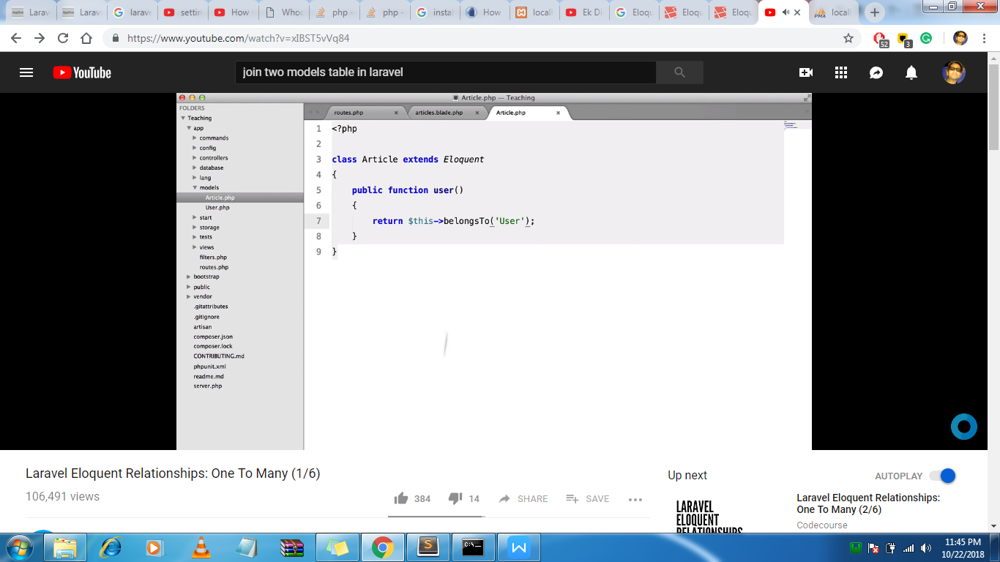 Larav
Larav
larave
settin
How t
Whoo
php -
php -
instal
How
locall
Ek Di
Eloqu
Eloqu
Eloqu
PMA
locall
https://www.youtube.com/watch?v=xIBST5vVq84
52
3
YouTube
join two models table in laravel
Article.php — Teaching
FOLDERS
Teaching
app
commands
config
controllers
database
lang
models
Article.php
User.php
start
storage
tests
views
filters.php
routes.php
bootstrap
public
vendor
.gitattributes
.gitignore
artisan
composer.json
composer.lock
CONTRIBUTING.md
phpunit.xml
readme.md
server.php
routes.php
articles.blade.php
Article.php
1 <?php
2
3 class Article extends Eloquent
4 {
5 public function user()
6 {
7 return $this->belongsTo('User');
8 }
9 }
Laravel Eloquent Relationships: One To Many (1/6)
106,491 views
384
14
SHARE
SAVE
Up next
AUTOPLAY
LARAVEL
ELOQUENT
RELATIONSHIPS
Laravel Eloquent Relationships:
One To Many (2/6)
Codecourse
11:45 PM
10/22/2018